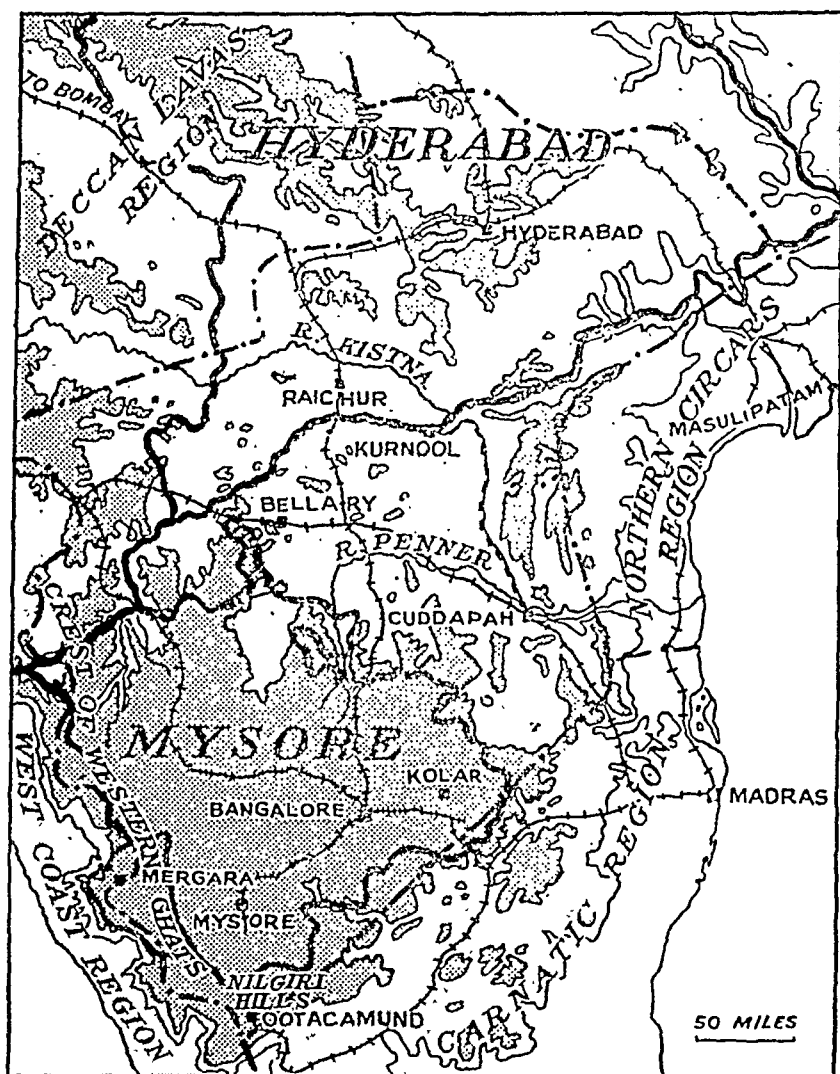 TO BOMBAY
DECCAN LAVAS
REGION
HYDERABAD
HYDERABAD
R. KISTNA
RAICHUR
KURNOOL
NORTHERN CIRCARS
REGION
MASULIPATAM
BELLARY
R. PENNER
CUDDAPAH
CREST OF WESTERN
GHATS
MYSORE
KOLAR
BANGALORE
MADRAS
WEST COAST REGION
MERGARA
MYSORE
CARNATIC REGION
NILGIRI
HILLS
OOTACAMUND
50 MILES